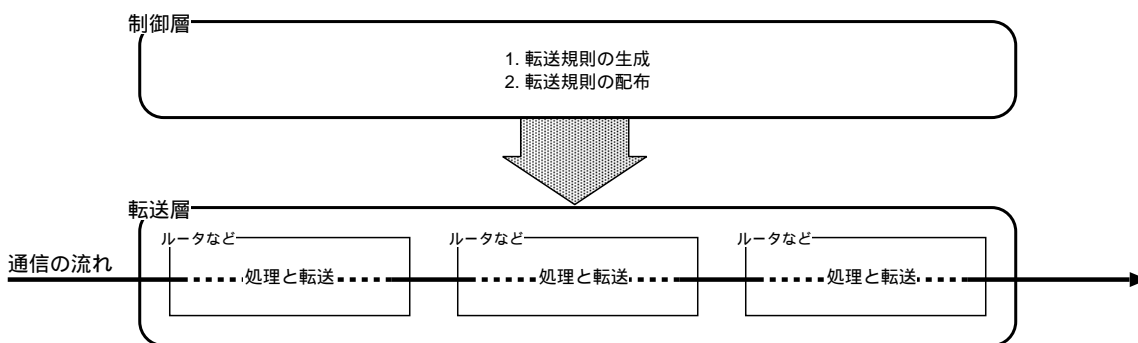 制御層
1. 転送規則の生成
2. 転送規則の配布
転送層
ルータなど
ルータなど
ルータなど
通信の流れ
処理と転送
処理と転送
処理と転送